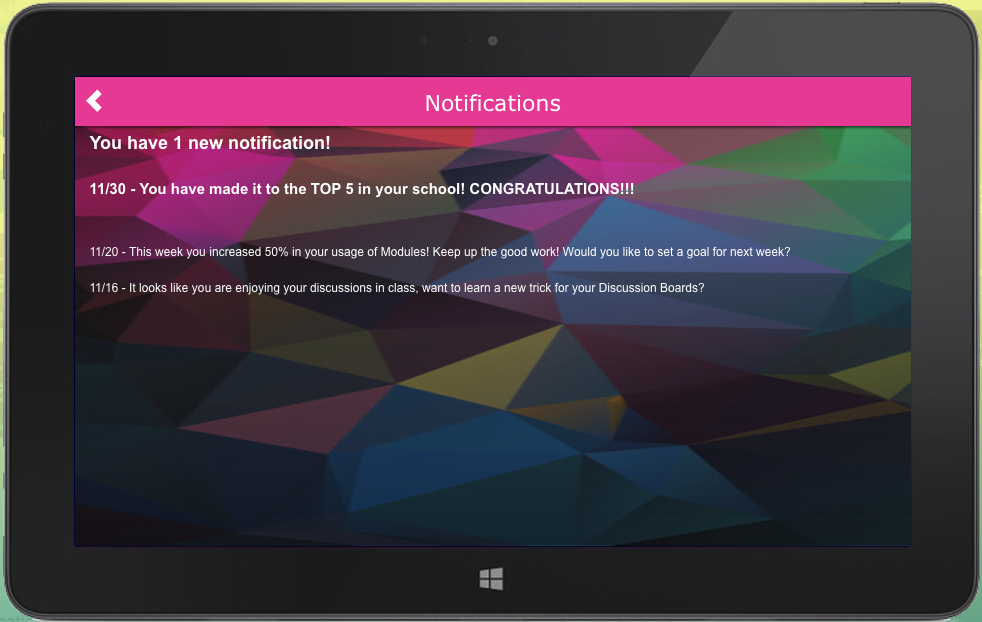 Notifications
You have 1 new notification!
11/30 - You have made it to the TOP 5 in your school! CONGRATULATIONS!!!
11/20 - This week you increased 50% in your usage of Modules! Keep up the good work! Would you like to set a goal for next week?
11/16 - It looks like you are enjoying your discussions in class, want to learn a new trick for your Discussion Boards?